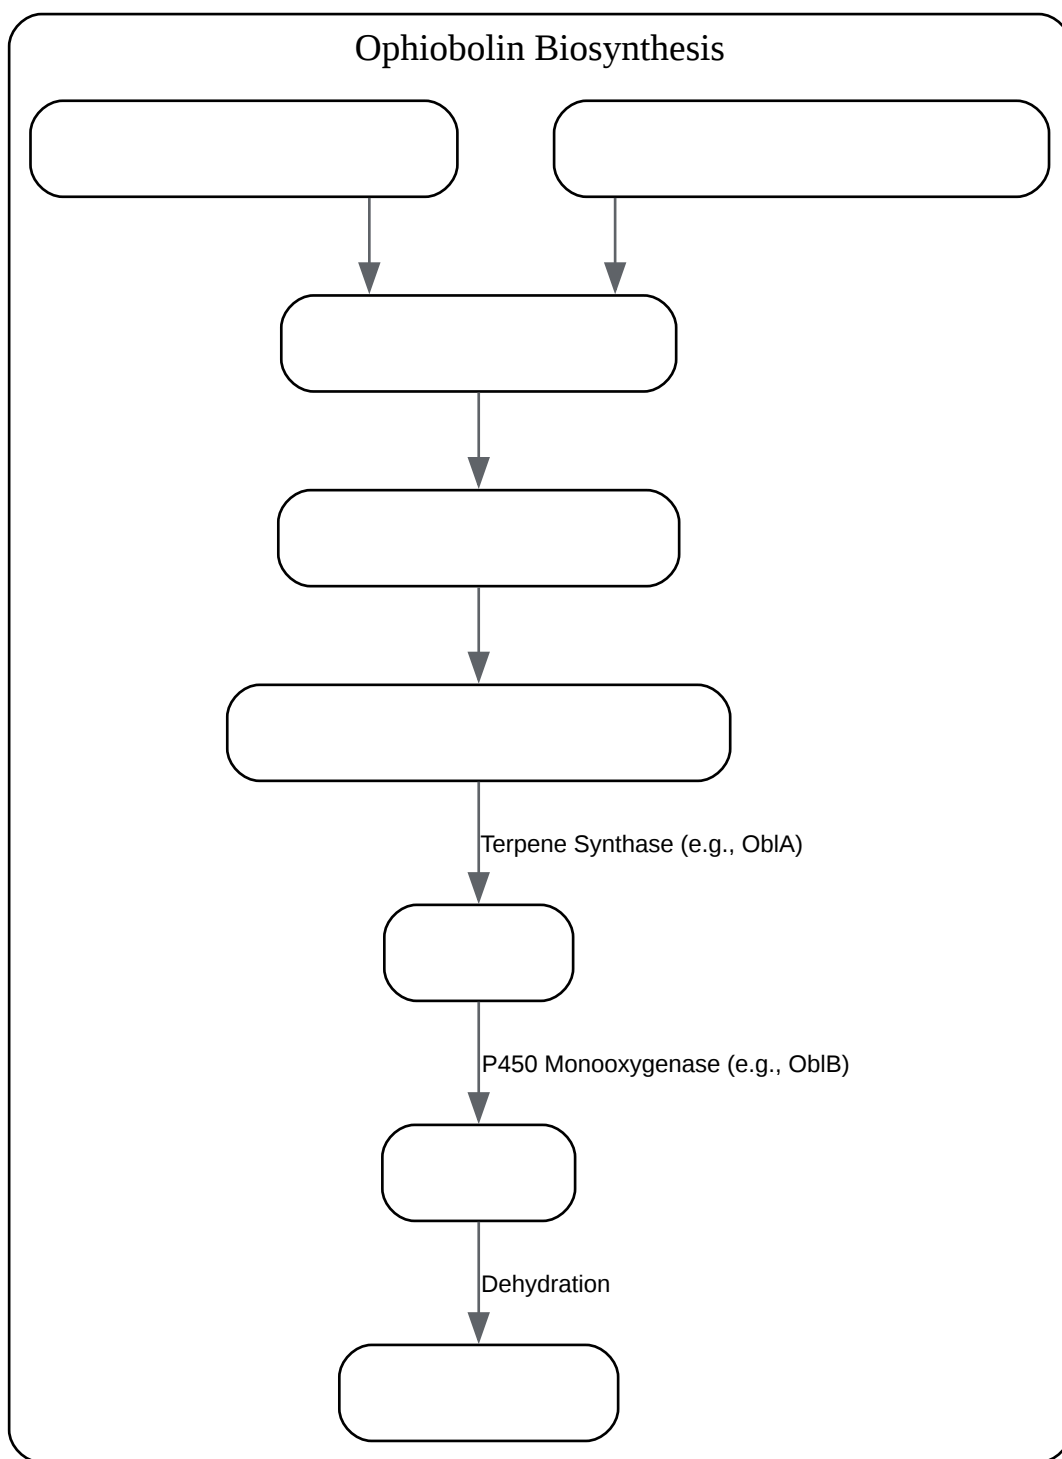 Ophiobolin Biosynthesis
Terpene Synthase (e.g., OblA)
P450 Monooxygenase (e.g., OblB)
Dehydration